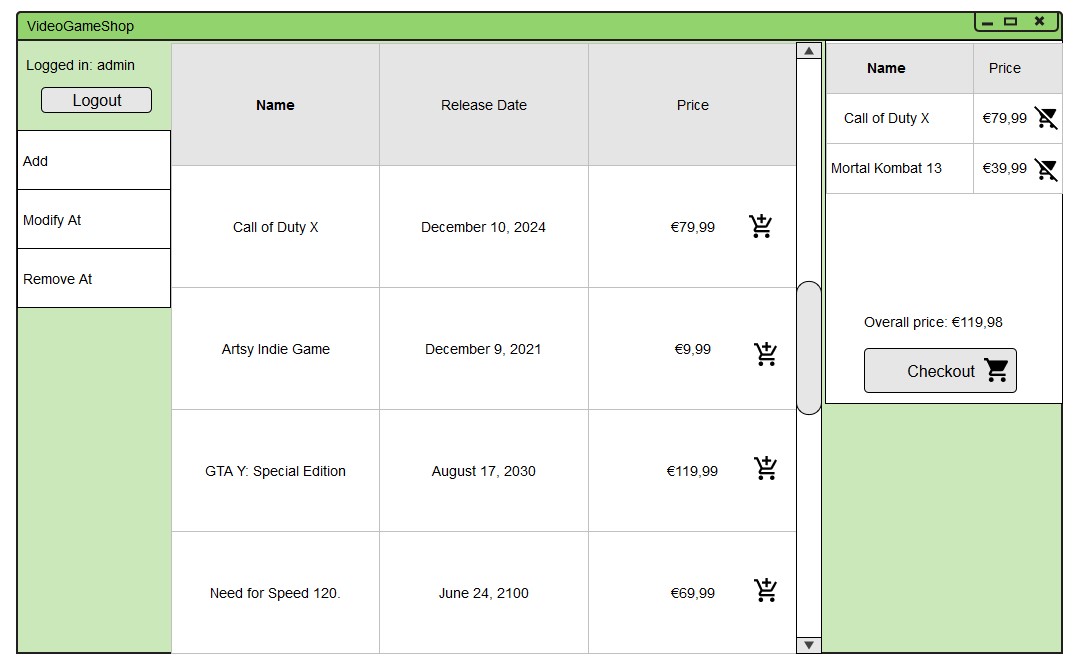 VideoGameShop
Logged in: admin
Logout
Add
Modify At
Remove At
Name Release Date Price
Call of Duty X December 10, 2024 €79,99
Artsy Indie Game December 9, 2021 €9,99
GTA Y: Special Edition August 17, 2030 €119,99
Need for Speed 120. June 24, 2100 €69,99
Name Price
Call of Duty X €79,99
Mortal Kombat 13 €39,99
Overall price: €119,98
Checkout